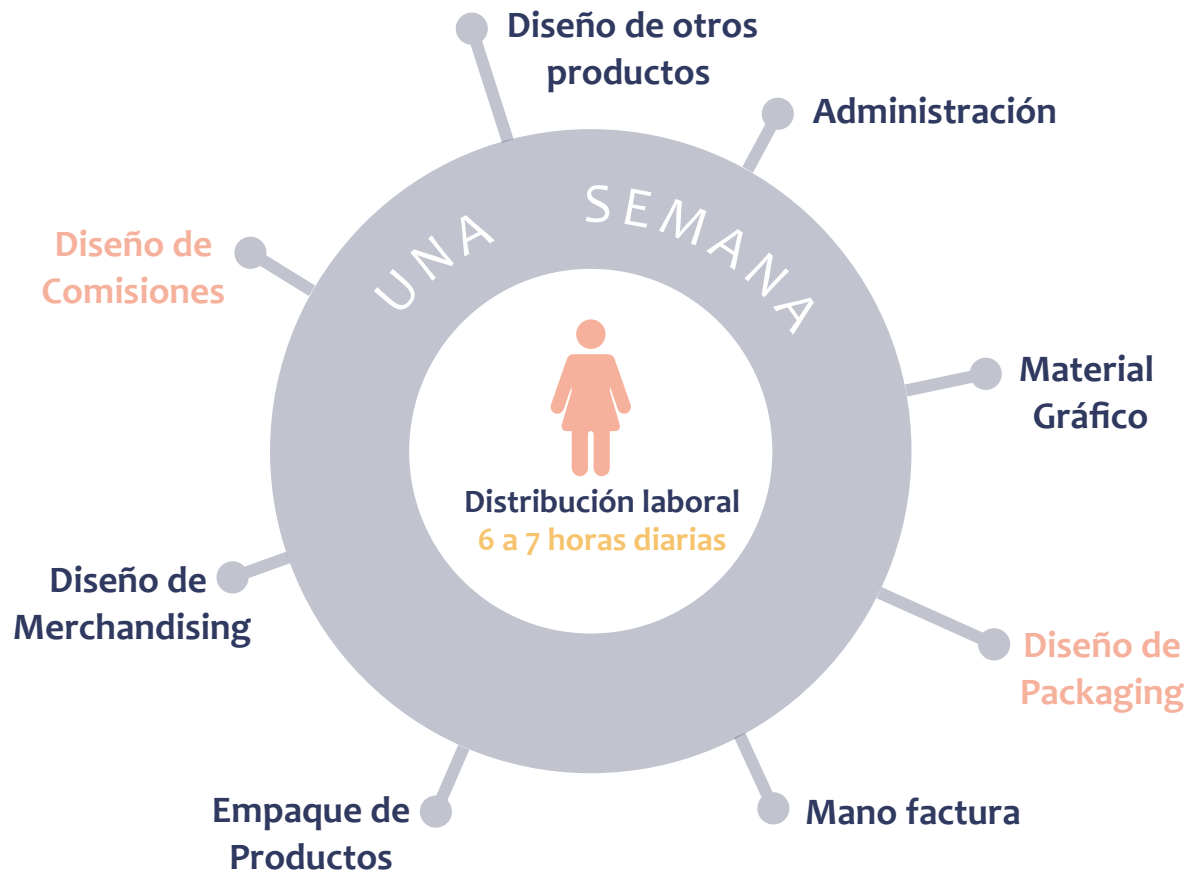 Diseño de otros
productos
Administración
UNA SEMANA
Diseño de
Comisiones
Material
Gráfico
Distribución laboral
6 a 7 horas diarias
Diseño de
Merchandising
Diseño de
Packaging
Empaque de
Productos
Mano factura